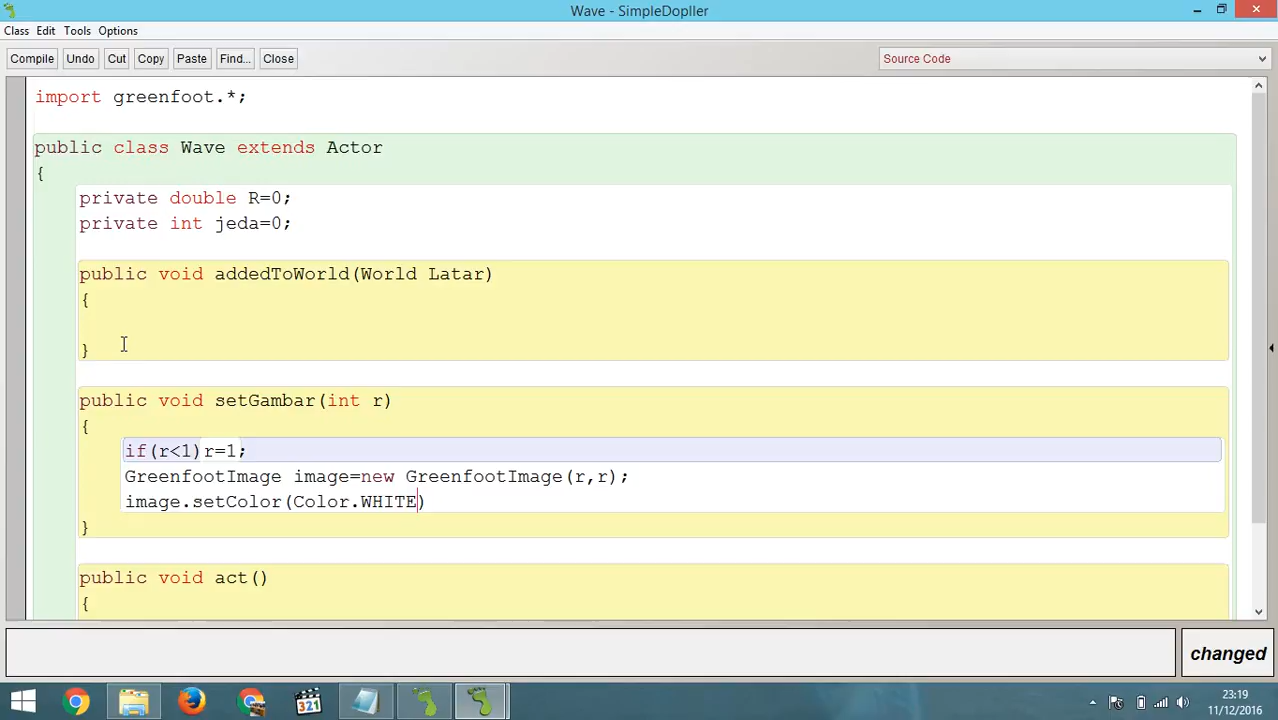 Wave - SimpleDopller
Class Edit Tools Options
Compile Undo Cut Copy Paste Find... Close Source Code
import greenfoot.*;
public class Wave extends Actor
{
private double R=0;
private int jeda=0;
public void addedToWorld(World Latar)
{
}
public void setGambar(int r)
{
if(r<1)r=1;
GreenfootImage image=new GreenfootImage(r,r);
image.setColor(Color.WHITE)
}
public void act()
{
changed
321
23:19
11/12/2016